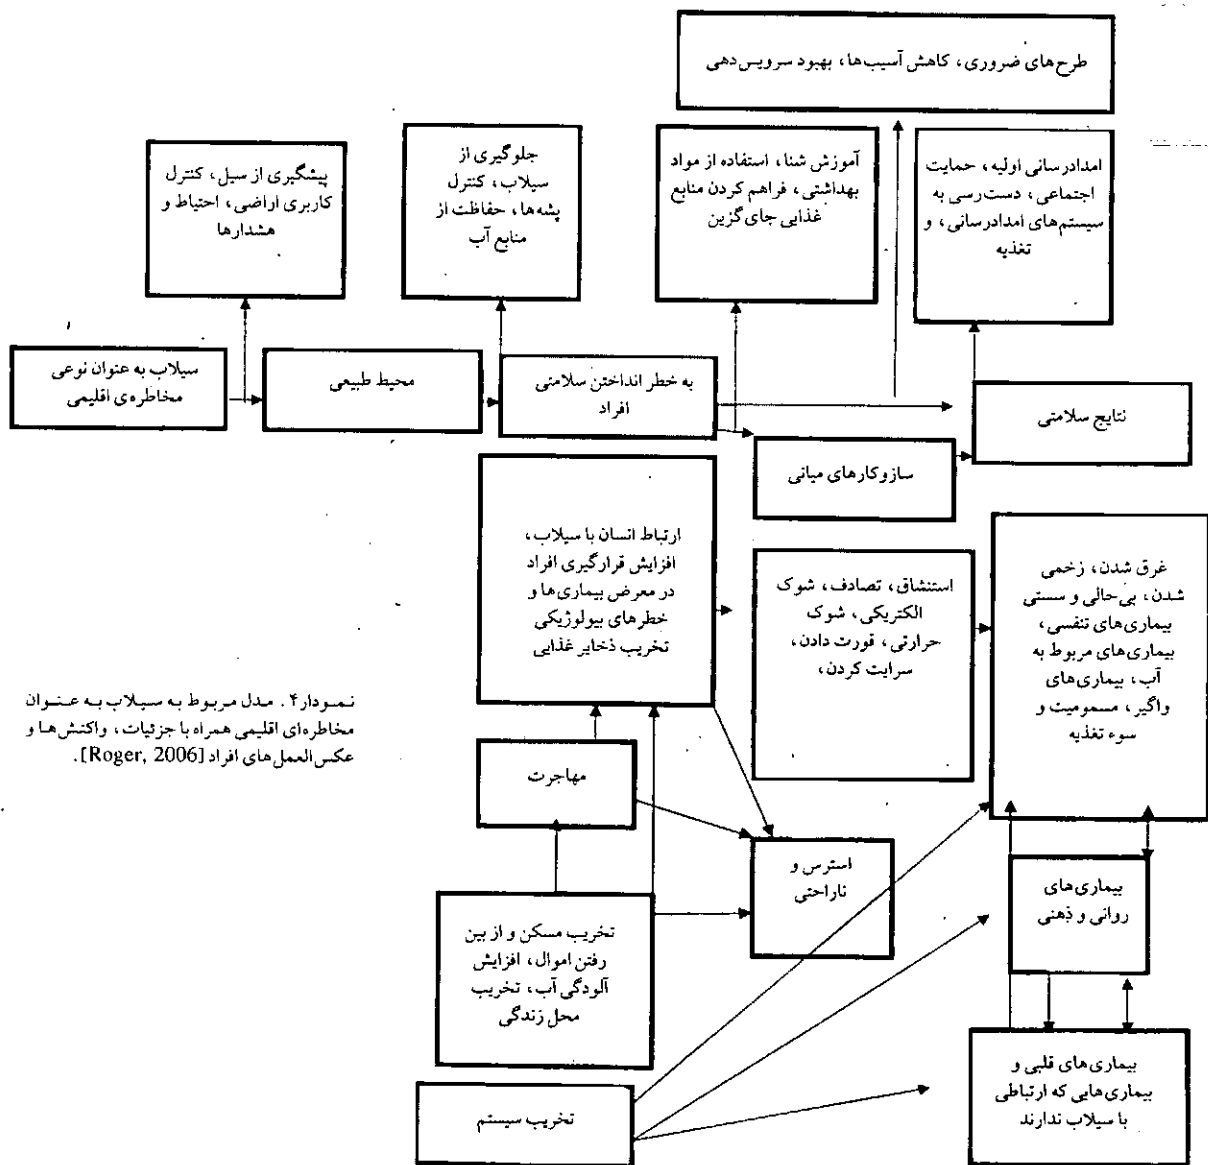 طرح‌های ضروری، کاهش آسیب‌ها، بهبود سرویس‌دهی
امدادرسانی اولیه، حمایت
اجتماعی، دست‌رسی به
سیستم‌های امدادرسانی، و
تغذیه
آموزش شنا، استفاده از مواد
بهداشتی، فراهم کردن منابع
غذایی جای‌گزین
جلوگیری از
سیلاب، کنترل
پشه‌ها، حفاظت از
منابع آب
پیشگیری از سیل، کنترل
کاربری اراضی، احتیاط و
هشدارها
سیلاب به عنوان نوعی
مخاطره‌ی اقلیمی
محیط طبیعی
به خطر انداختن سلامتی
افراد
نتایج سلامتی
سازوکارهای میانی
ارتباط انسان با سیلاب،
افزایش قرارگیری افراد
در معرض بیماری‌ها و
خطرهای بیولوژیکی
تخریب ذخایر غذایی
استنشاق، تصادف، شوک
الکتریکی، شوک
حرارتی، قورت دادن،
سرایت کردن،
غرق شدن، زخمی
شدن، بی‌حالی و سستی
بیماری‌های تنفسی،
بیماری‌های مربوط به
آب، بیماری‌های
واگیر، مسمومیت و
سوء تغذیه
نمودار۴. مدل مربوط به سیلاب به عنوان
مخاطره‌ای اقلیمی همراه با جزئیات، واکنش‌ها و
عکس‌العمل‌های افراد [Roger, 2006].
مهاجرت
استرس و
ناراحتی
بیماری‌های
روانی و ذهنی
تخریب مسکن و از بین
رفتن اموال، افزایش
آلودگی آب، تخریب
محل زندگی
بیماری‌های قلبی و
بیماری‌هایی که ارتباطی
با سیلاب ندارند
تخریب سیستم